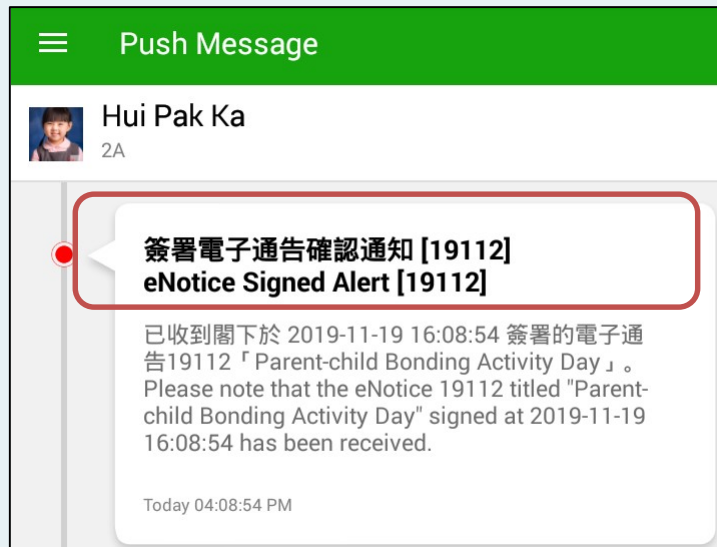 Push Message
Hui Pak Ka
2A
簽署電子通告確認通知 [19112]
eNotice Signed Alert [19112]
已收到閣下於 2019-11-19 16:08:54 簽署的電子通
告19112「Parent-child Bonding Activity Day」。
Please note that the eNotice 19112 titled "Parent-
child Bonding Activity Day" signed at 2019-11-19
16:08:54 has been received.
Today 04:08:54 PM